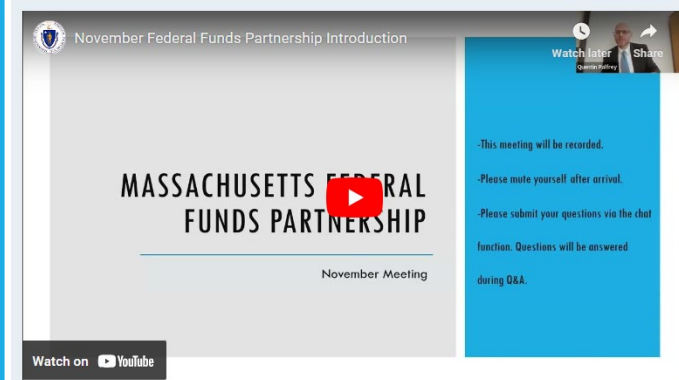 November Federal Funds Partnership Introduction
Watch later
Share
Quentin Palfrey
MASSACHUSETTS FEDERAL
FUNDS PARTNERSHIP
November Meeting
-This meeting will be recorded.
-Please mute yourself after arrival.
-Please submit your questions via the chat
function. Questions will be answered
during Q&A.
Watch on YouTube